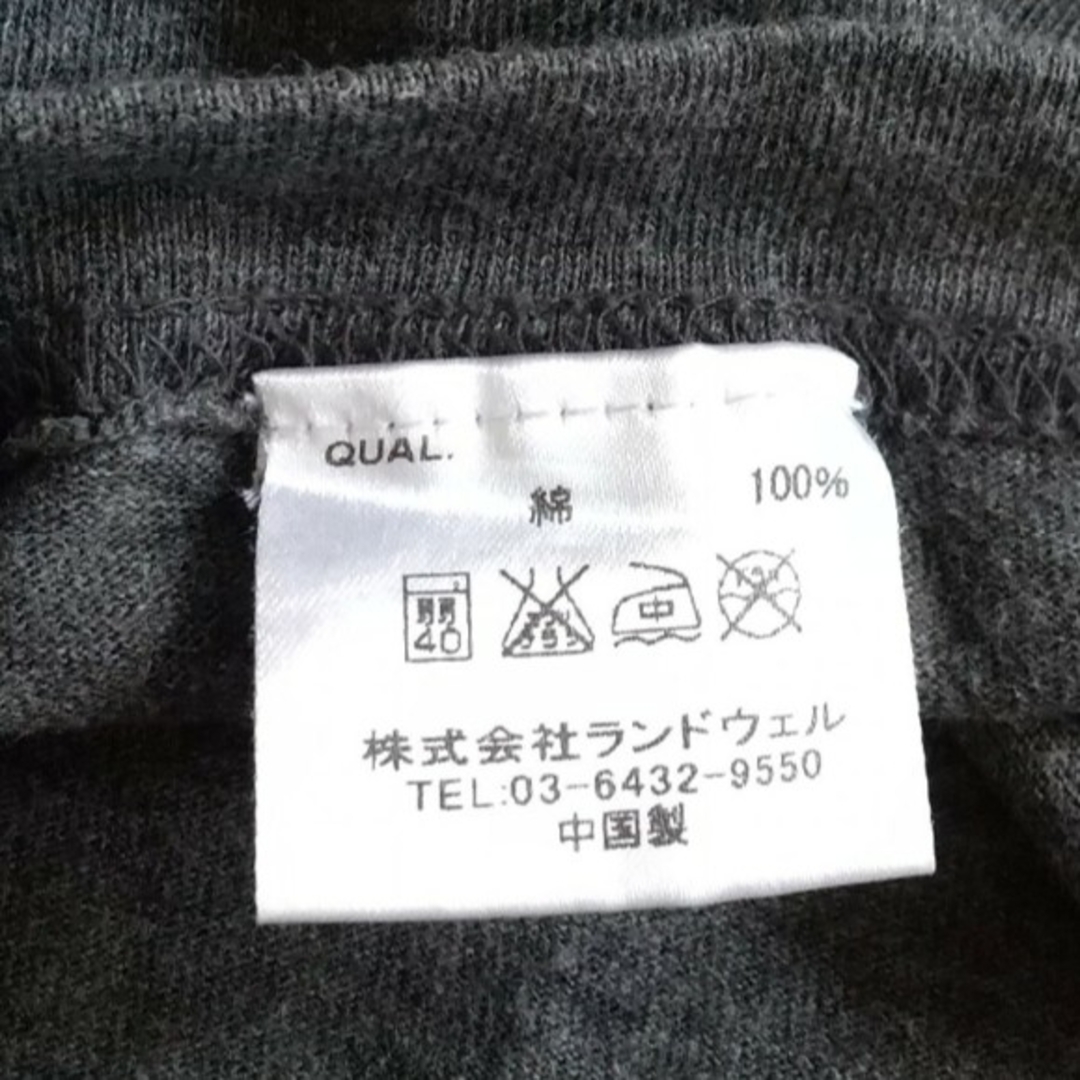 QUAL.
綿 100%
40 中
株式会社ランドウェル
TEL:03-6432-9550
中国製